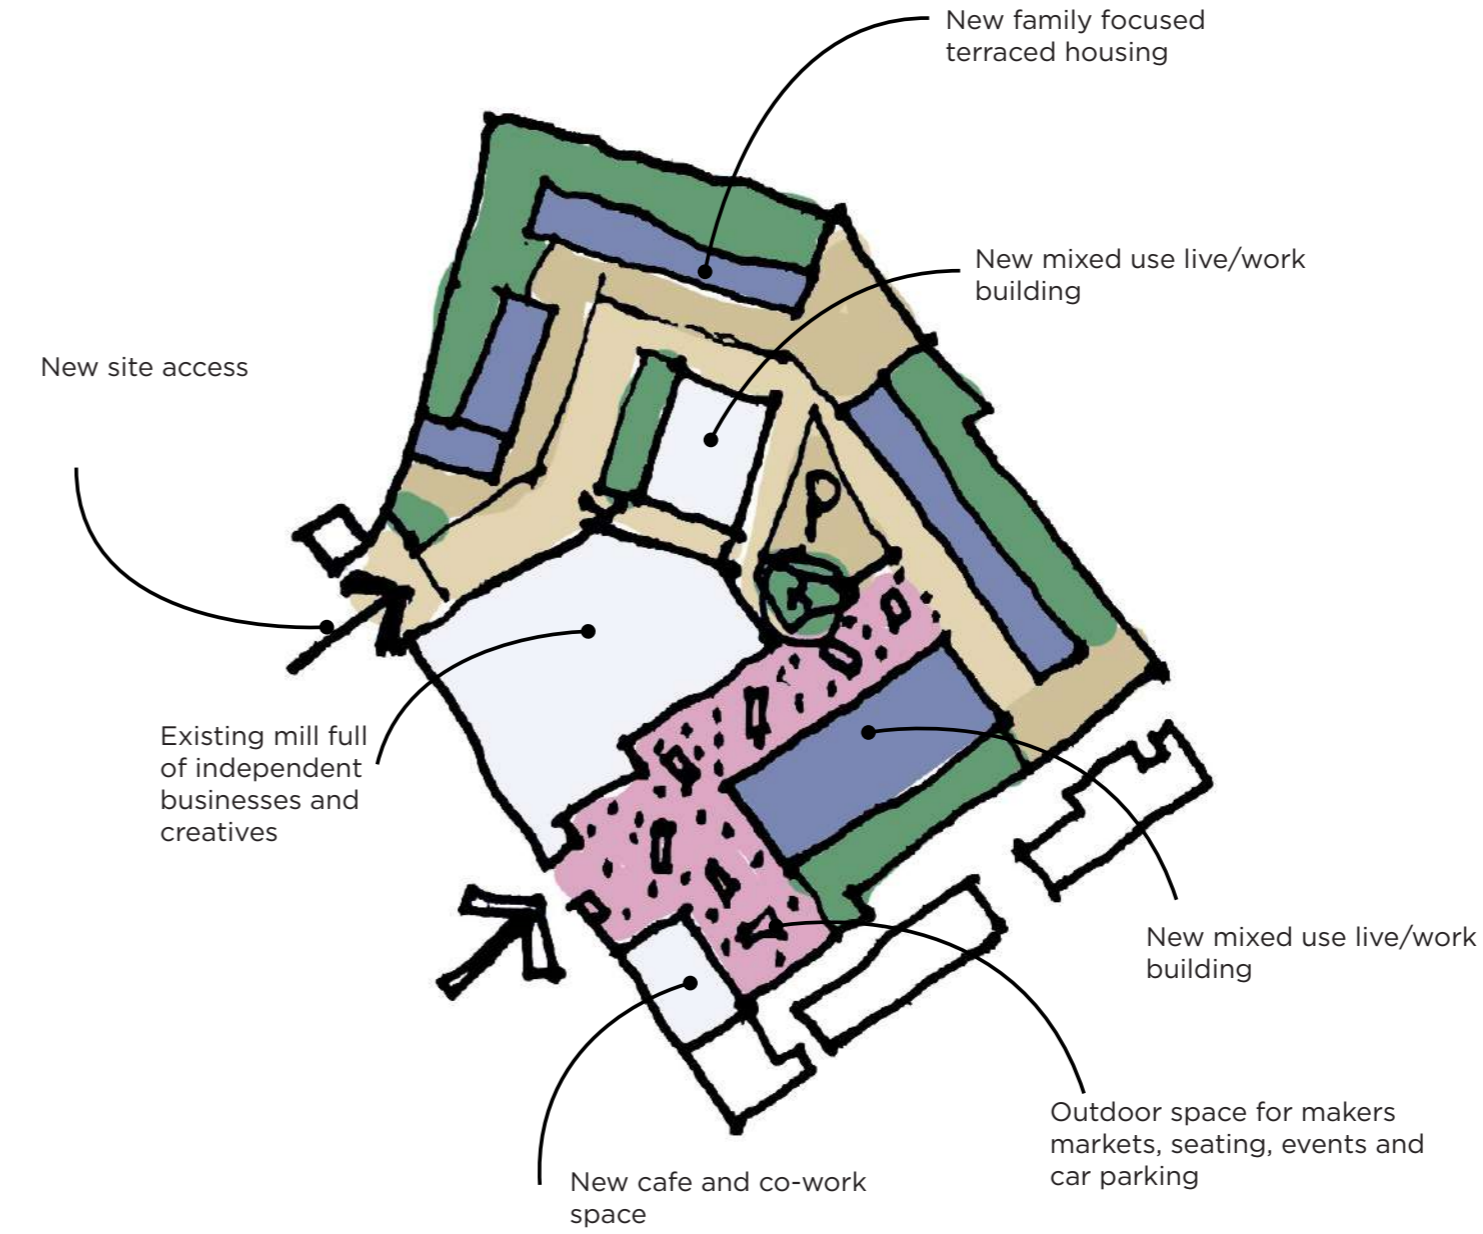 New family focused
terraced housing
New mixed use live/work
building
New site access
P
Existing mill full
of independent
businesses and
creatives
New mixed use live/work
building
Outdoor space for makers
markets, seating, events and
car parking
New cafe and co-work
space